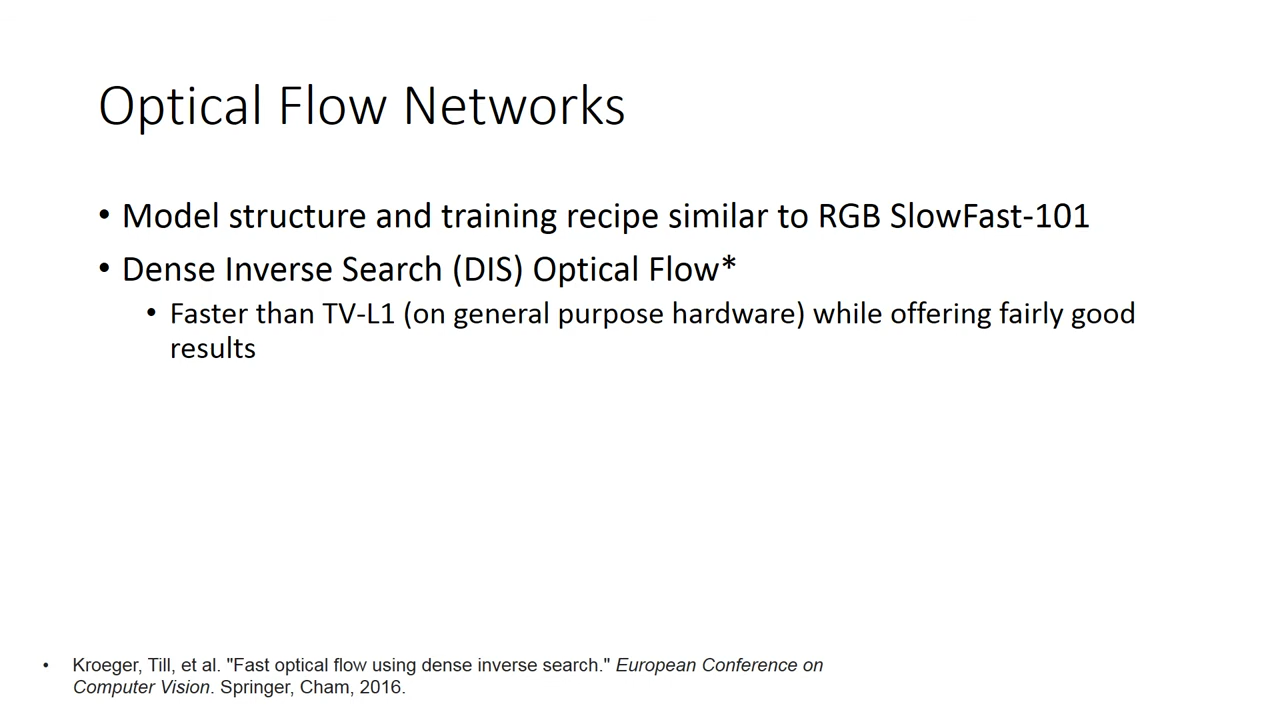 Optical Flow Networks
• Model structure and training recipe similar to RGB SlowFast-101
• Dense Inverse Search (DIS) Optical Flow*
• Faster than TV-L1 (on general purpose hardware) while offering fairly good
results
• Kroeger, Till, et al. "Fast optical flow using dense inverse search." European Conference on
Computer Vision. Springer, Cham, 2016.